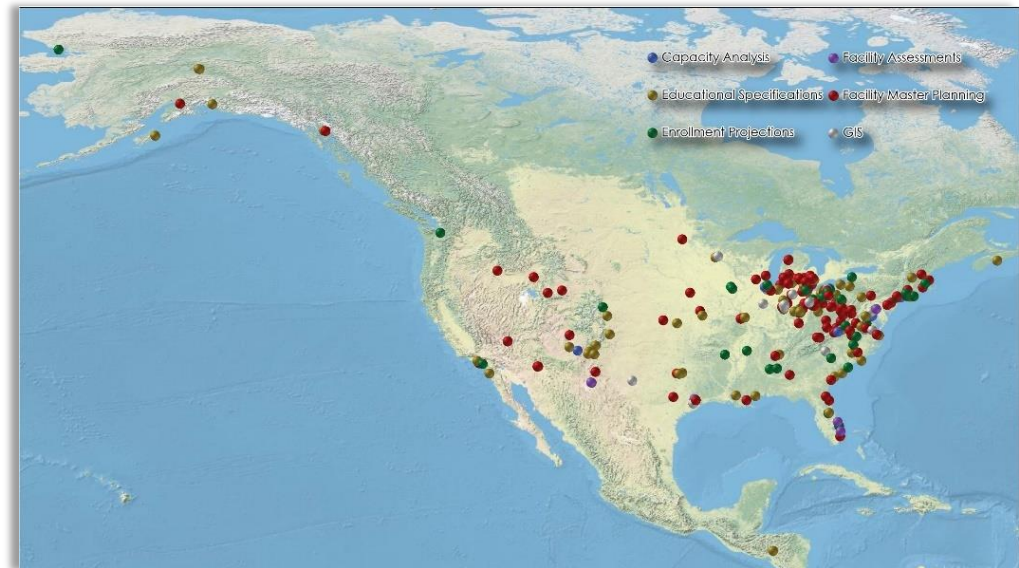 Capacity Analysis
Facility Assessments
Educational Specifications
Facility Master Planning
Enrollment Projections
GIS